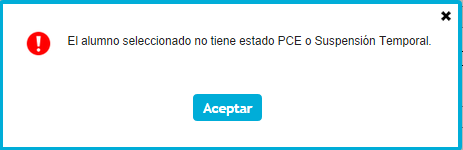 El alumno seleccionado no tiene estado PCE o Suspensión Temporal.
Aceptar